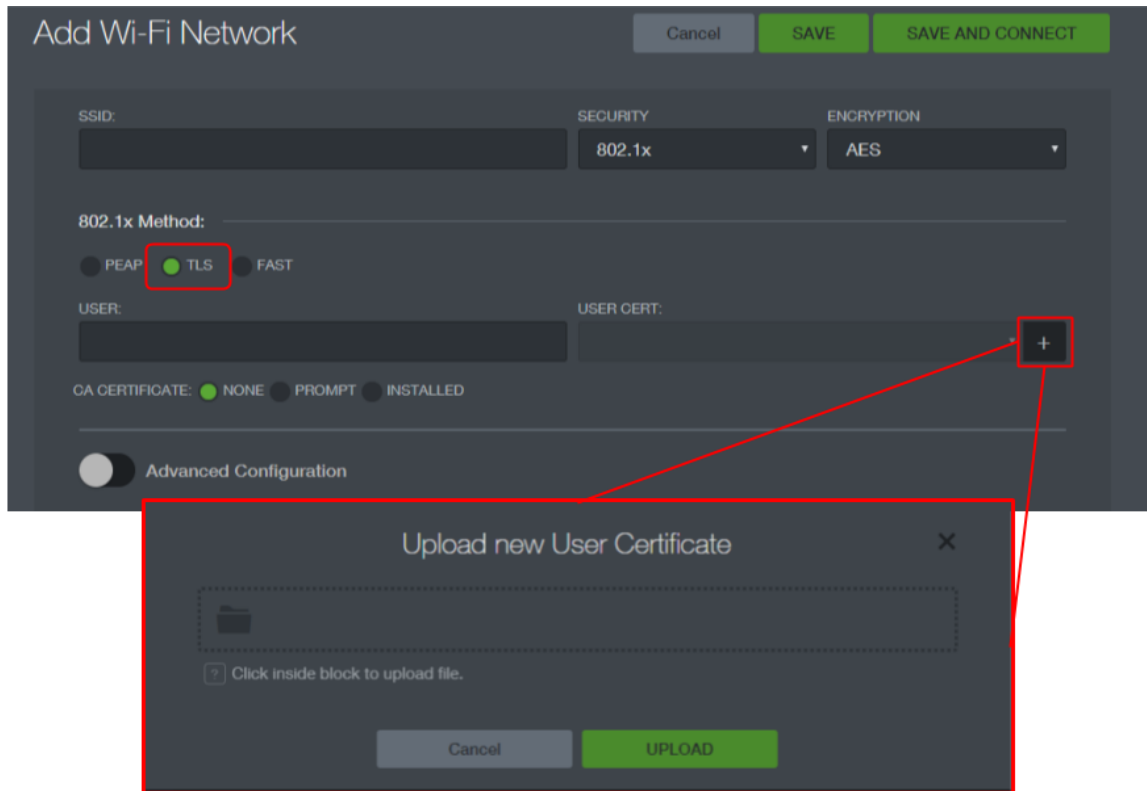 Add Wi-Fi Network
Cancel SAVE SAVE AND CONNECT
SSID: SECURITY ENCRYPTION
802.1x AES
802.1x Method:
PEAP TLS FAST
USER: USER CERT:
+
CA CERTIFICATE: NONE PROMPT INSTALLED
Advanced Configuration
Upload new User Certificate
? Click inside block to upload file.
Cancel UPLOAD